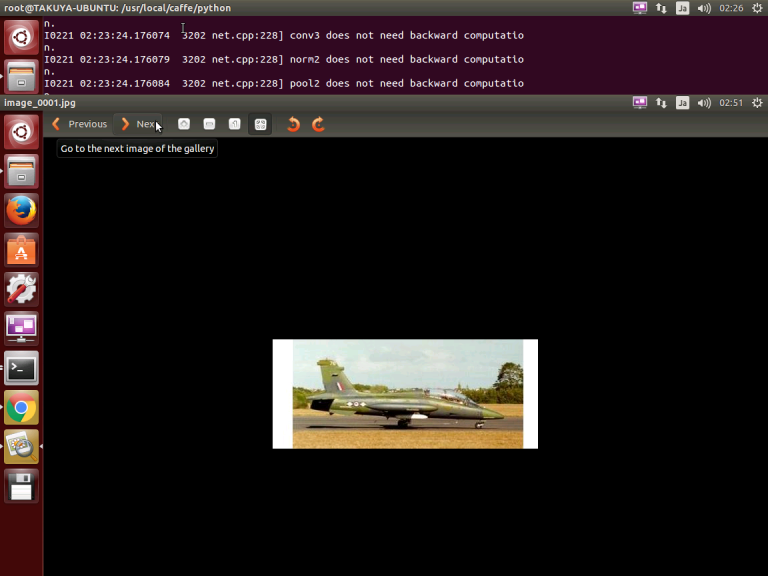 root@TAKUYA-UBUNTU: /usr/local/caffe/python
Ja
02:26
n.
I0221 02:23:24.176074  3202 net.cpp:228] conv3 does not need backward computatio
n.
I0221 02:23:24.176079  3202 net.cpp:228] norm2 does not need backward computatio
n.
I0221 02:23:24.176084  3202 net.cpp:228] pool2 does not need backward computatio
image_0001.jpg
Ja
02:51
Previous
Next
Go to the next image of the gallery